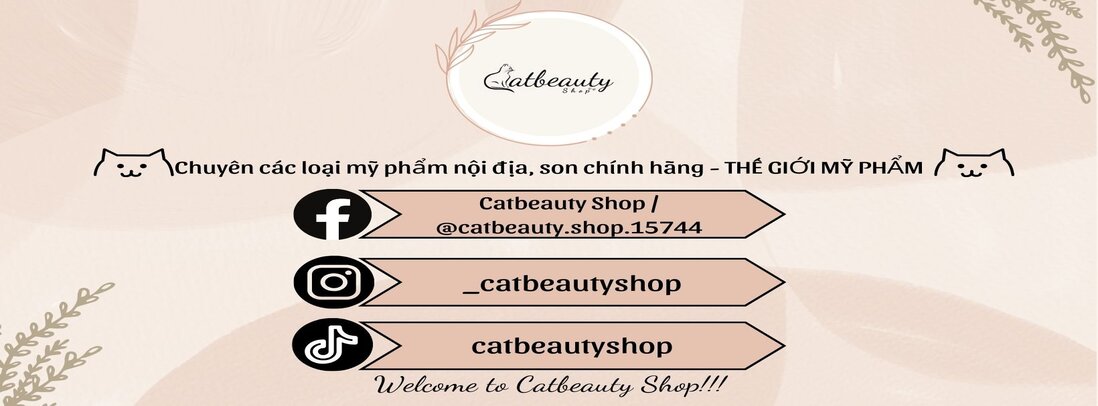 Catbeauty
Shop
Chuyên các loại mỹ phẩm nội địa, son chính hãng - THẾ GIỚI MỸ PHẨM
Catbeauty Shop /
@catbeauty.shop.15744
_catbeautyshop
catbeautyshop
Welcome to Catbeauty Shop!!!